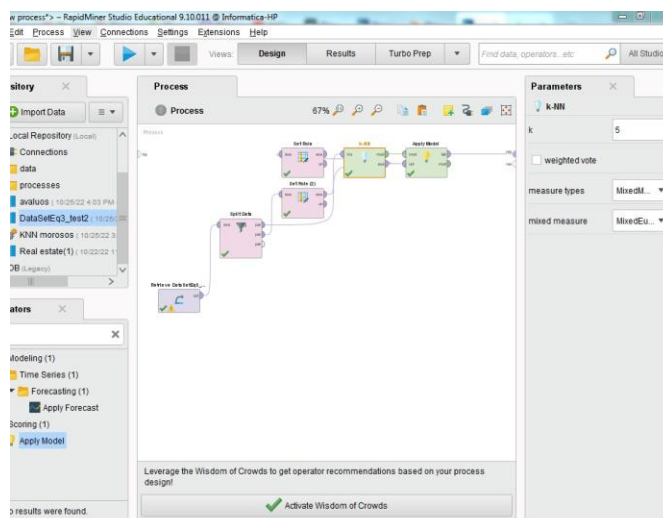 w process*> – RapidMiner Studio Educational 9.10.011 @ Informatica-HP
Edit Process View Connections Settings Extensions Help
Views: Design Results Turbo Prep Find data, operators...etc All Studio
sitory
Import Data
Local Repository (Local)
Connections
data
processes
avaluos ( 10/25/22 4:03 PM
DataSetEq3_test2 ( 10/25/
KNN morosos ( 10/25/22 3
Real estate(1) ( 10/22/22 1
DB (Legacy)
ators
Modeling (1)
Time Series (1)
Forecasting (1)
Apply Forecast
Scoring (1)
Apply Model
o results were found.
Process
Process
67%
Process
Set Role
k-NN
Apply Model
Set Role (2)
Split Data
Retrieve DataSetEq3_...
Leverage the Wisdom of Crowds to get operator recommendations based on your process
design!
Activate Wisdom of Crowds
Parameters
k-NN
k 5
weighted vote
measure types MixedM...
mixed measure MixedEu...